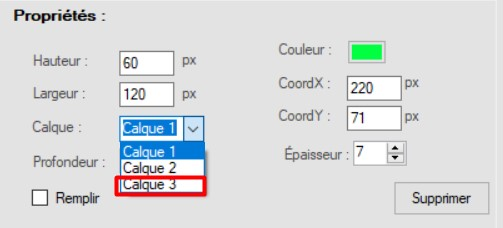 Propriétés :
Hauteur : 60 px
Couleur :
Largeur : 120 px
CoordX : 220 px
Calque : Calque 1
CoordY : 71 px
Calque 1
Calque 2
Calque 3
Profondeur :
Épaisseur : 7
Remplir
Supprimer